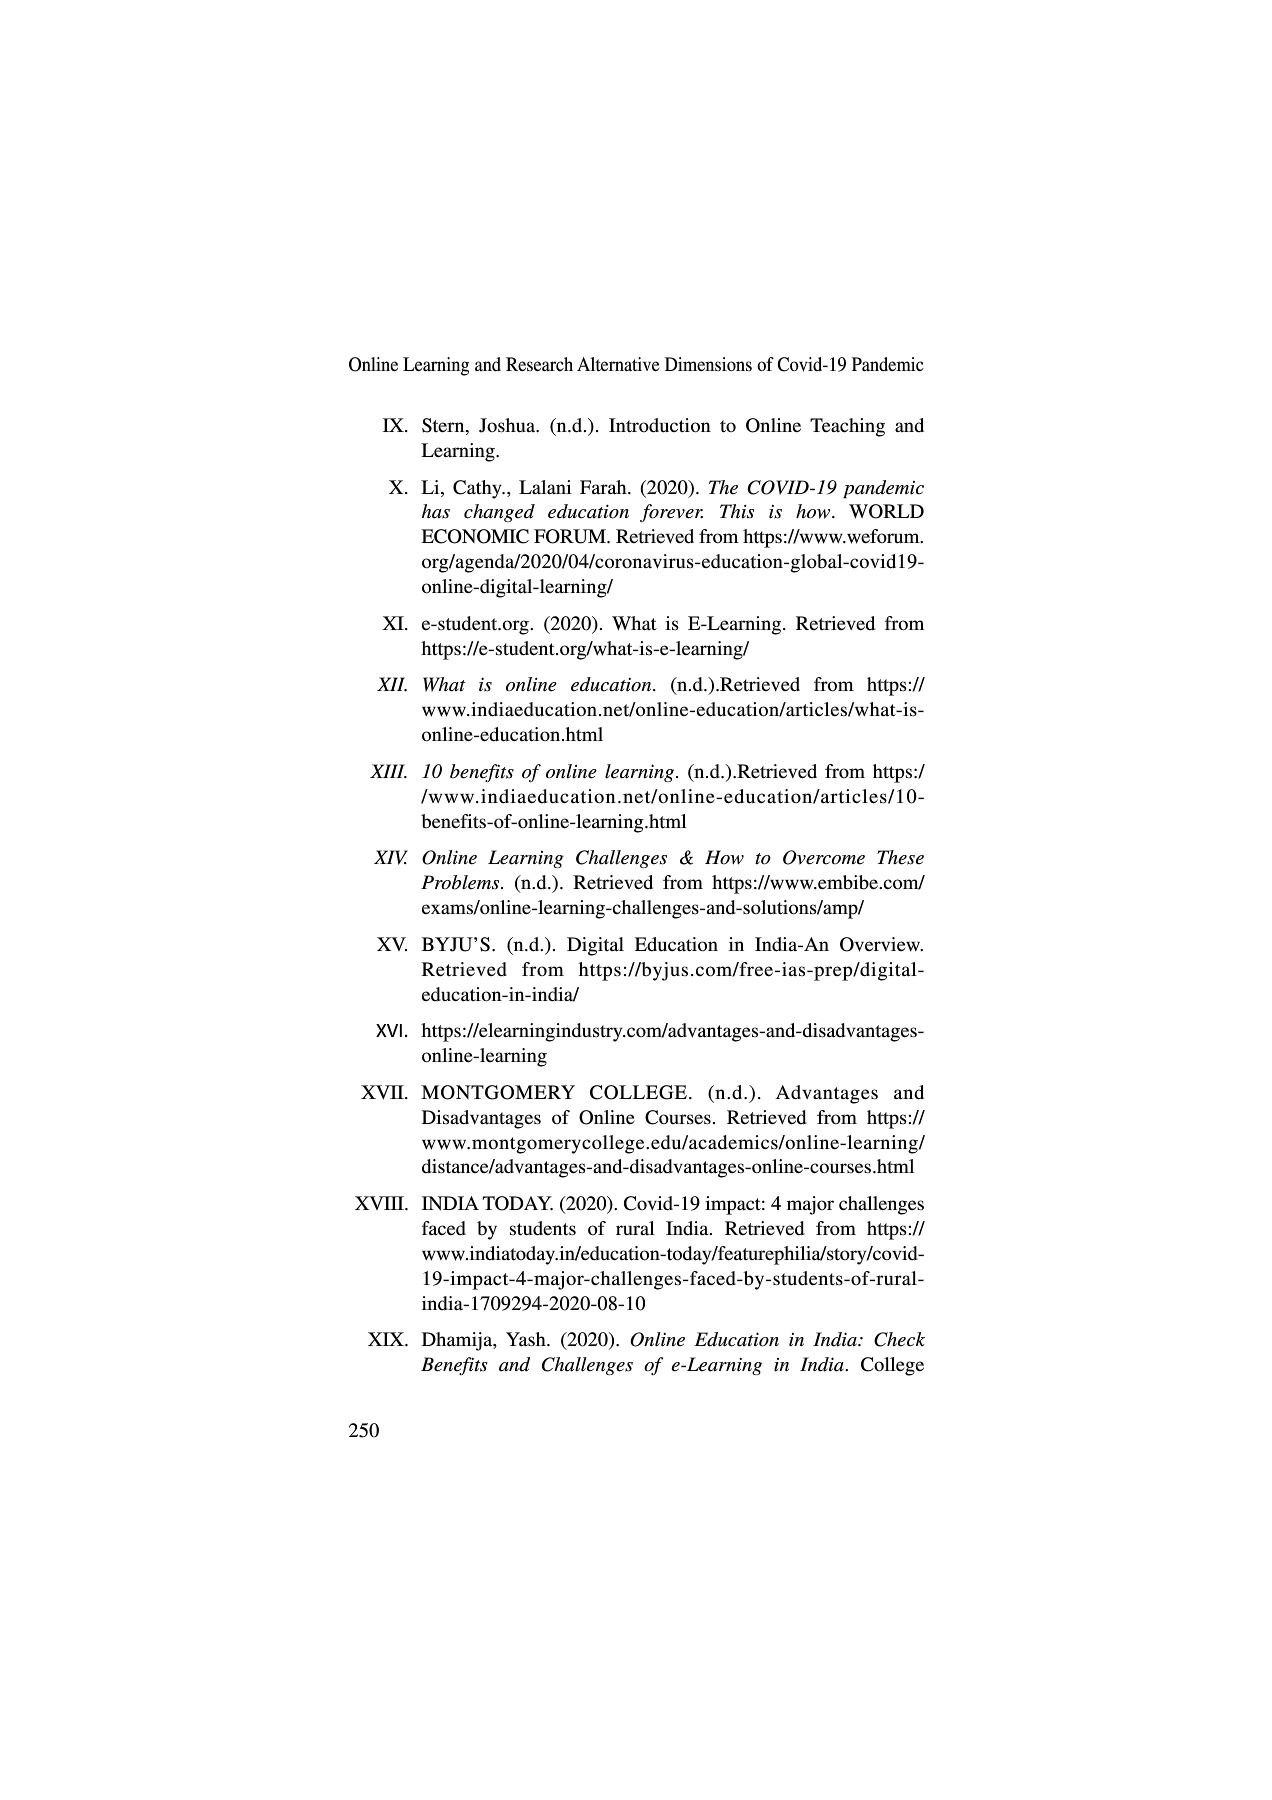 Online Learning and Research Alternative Dimensions of Covid-19 Pandemic
IX. Stern, Joshua. (n.d.). Introduction to Online Teaching and
Learning.
X. Li, Cathy., Lalani Farah. (2020). The COVID-19 pandemic
has changed education forever. This is how. WORLD
ECONOMIC FORUM. Retrieved from https://www.weforum.
org/agenda/2020/04/coronavirus-education-global-covid19-
online-digital-learning/
XI. e-student.org. (2020). What is E-Learning. Retrieved from
https://e-student.org/what-is-e-learning/
XII. What is online education. (n.d.).Retrieved from https://
www.indiaeducation.net/online-education/articles/what-is-
online-education.html
XIII. 10 benefits of online learning. (n.d.).Retrieved from https:/
/www.indiaeducation.net/online-education/articles/10-
benefits-of-online-learning.html
XIV. Online Learning Challenges & How to Overcome These
Problems. (n.d.). Retrieved from https://www.embibe.com/
exams/online-learning-challenges-and-solutions/amp/
XV. BYJU’S. (n.d.). Digital Education in India-An Overview.
Retrieved from https://byjus.com/free-ias-prep/digital-
education-in-india/
XVI. https://elearningindustry.com/advantages-and-disadvantages-
online-learning
XVII. MONTGOMERY COLLEGE. (n.d.). Advantages and
Disadvantages of Online Courses. Retrieved from https://
www.montgomerycollege.edu/academics/online-learning/
distance/advantages-and-disadvantages-online-courses.html
XVIII. INDIA TODAY. (2020). Covid-19 impact: 4 major challenges
faced by students of rural India. Retrieved from https://
www.indiatoday.in/education-today/featurephilia/story/covid-
19-impact-4-major-challenges-faced-by-students-of-rural-
india-1709294-2020-08-10
XIX. Dhamija, Yash. (2020). Online Education in India: Check
Benefits and Challenges of e-Learning in India. College
250